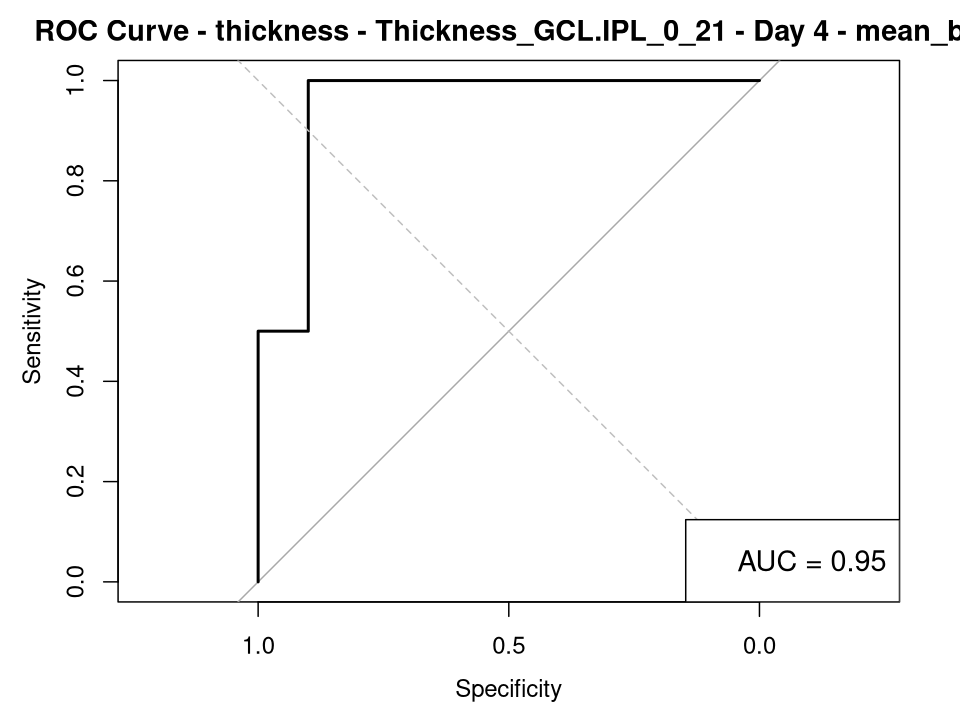 ROC Curve - thickness - Thickness_GCL.IPL_0_21 - Day 4 - mean_b
1.0
0.8
0.6
0.4
0.2
0.0
Sensitivity
AUC = 0.95
1.0 0.5 0.0
Specificity